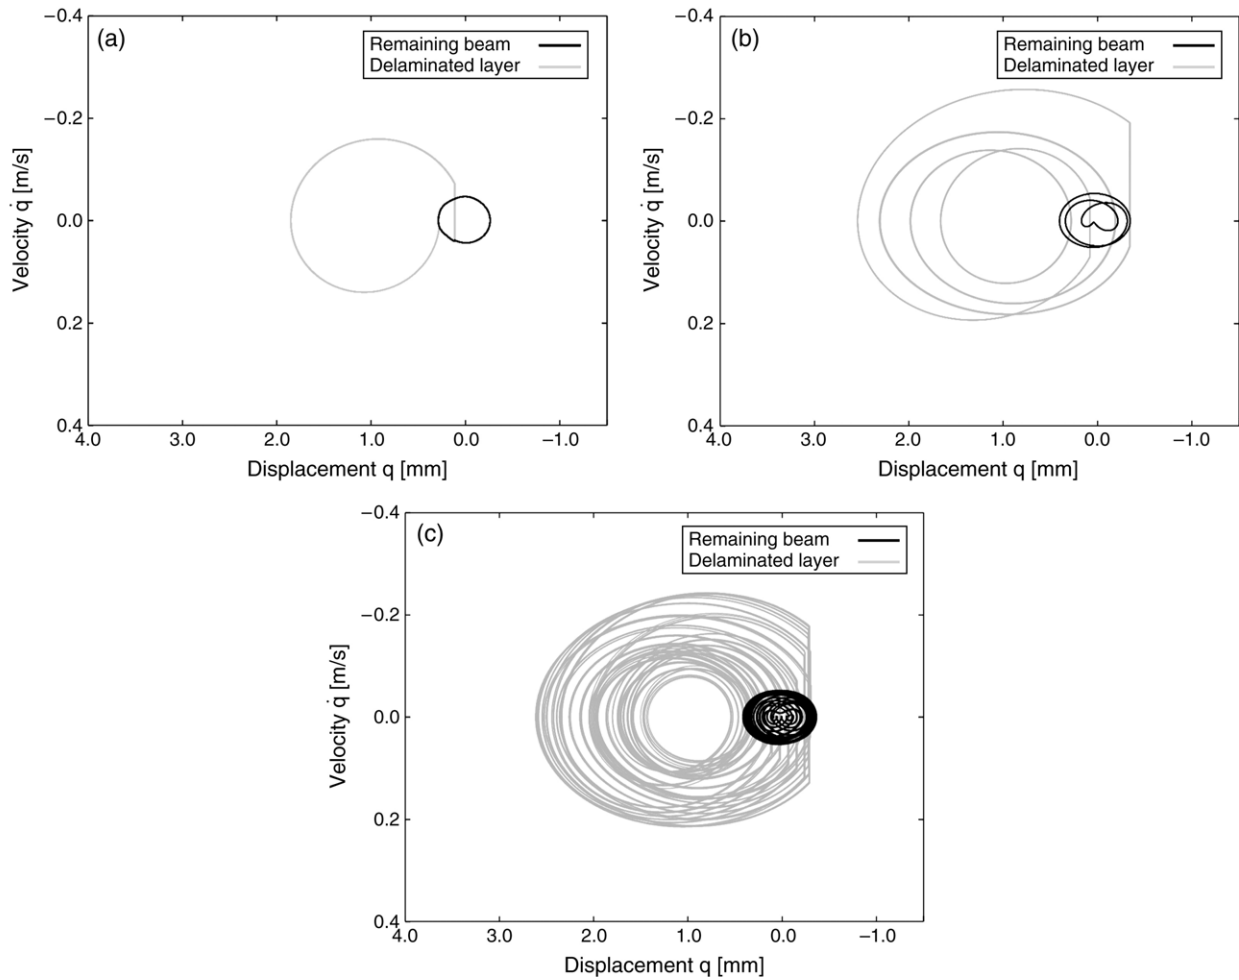 (a)
Remaining beam
Delaminated layer
−0.4
−0.2
0.0
0.2
0.4
Velocity q̇ [m/s]
4.0 3.0 2.0 1.0 0.0 −1.0
Displacement q [mm]
(b)
Remaining beam
Delaminated layer
−0.4
−0.2
0.0
0.2
0.4
Velocity q̇ [m/s]
4.0 3.0 2.0 1.0 0.0 −1.0
Displacement q [mm]
(c)
Remaining beam
Delaminated layer
−0.4
−0.2
0.0
0.2
0.4
Velocity q̇ [m/s]
4.0 3.0 2.0 1.0 0.0 −1.0
Displacement q [mm]